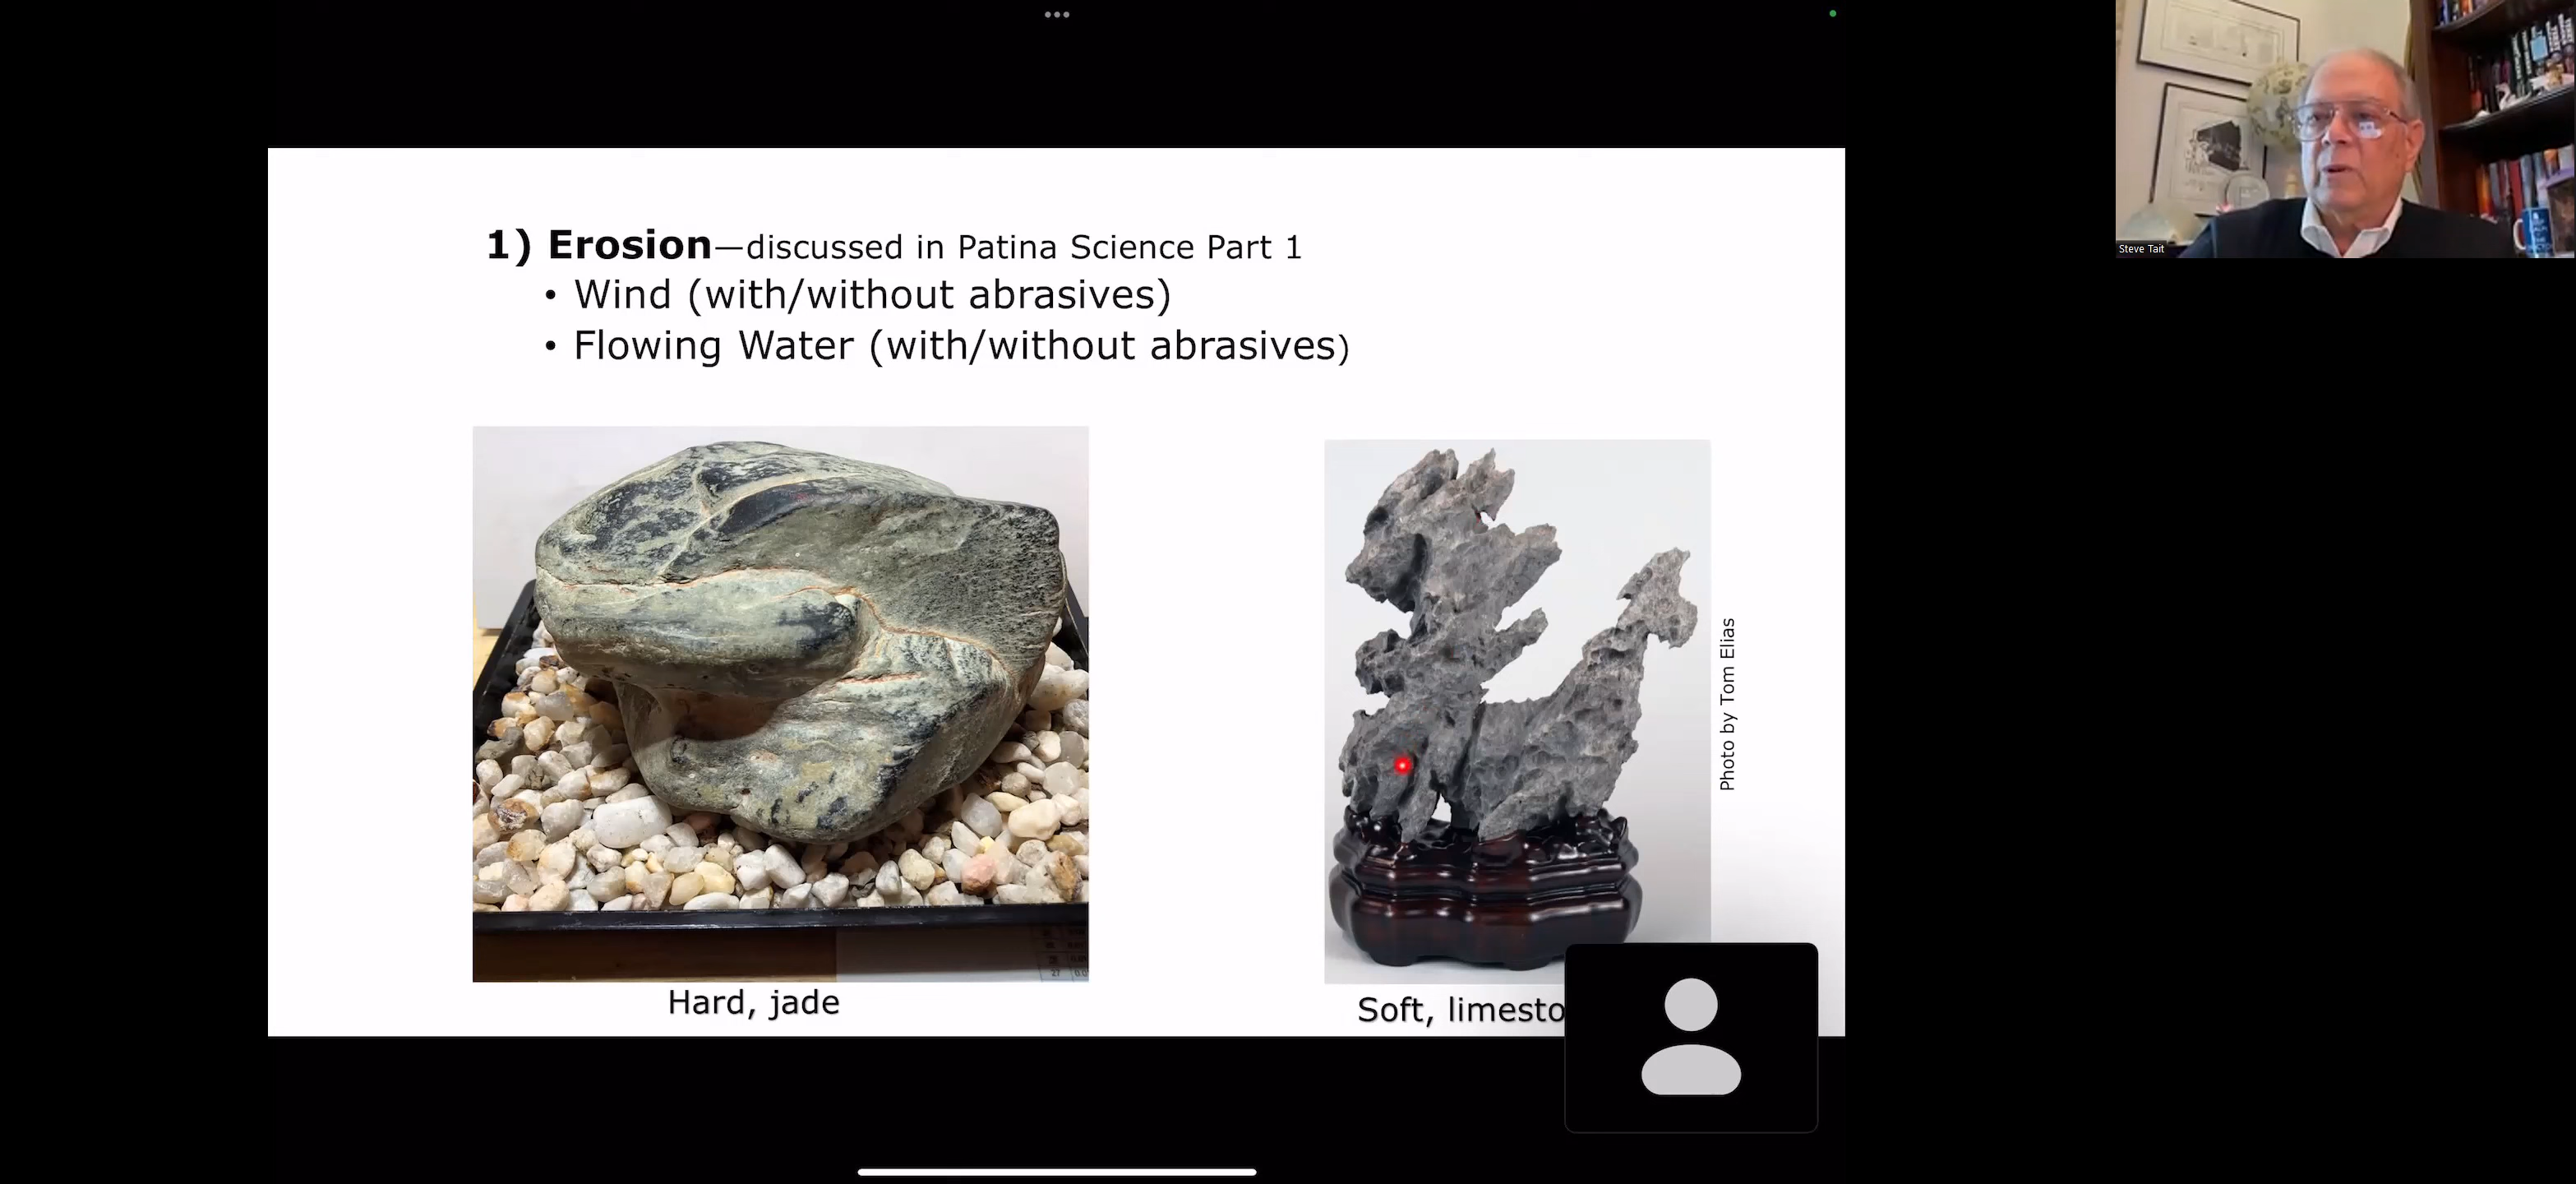 Steve Tait
1) Erosion—discussed in Patina Science Part 1
• Wind (with/without abrasives)
• Flowing Water (with/without abrasives)
Photo by Tom Elias
27
Hard, jade
Soft, limesto